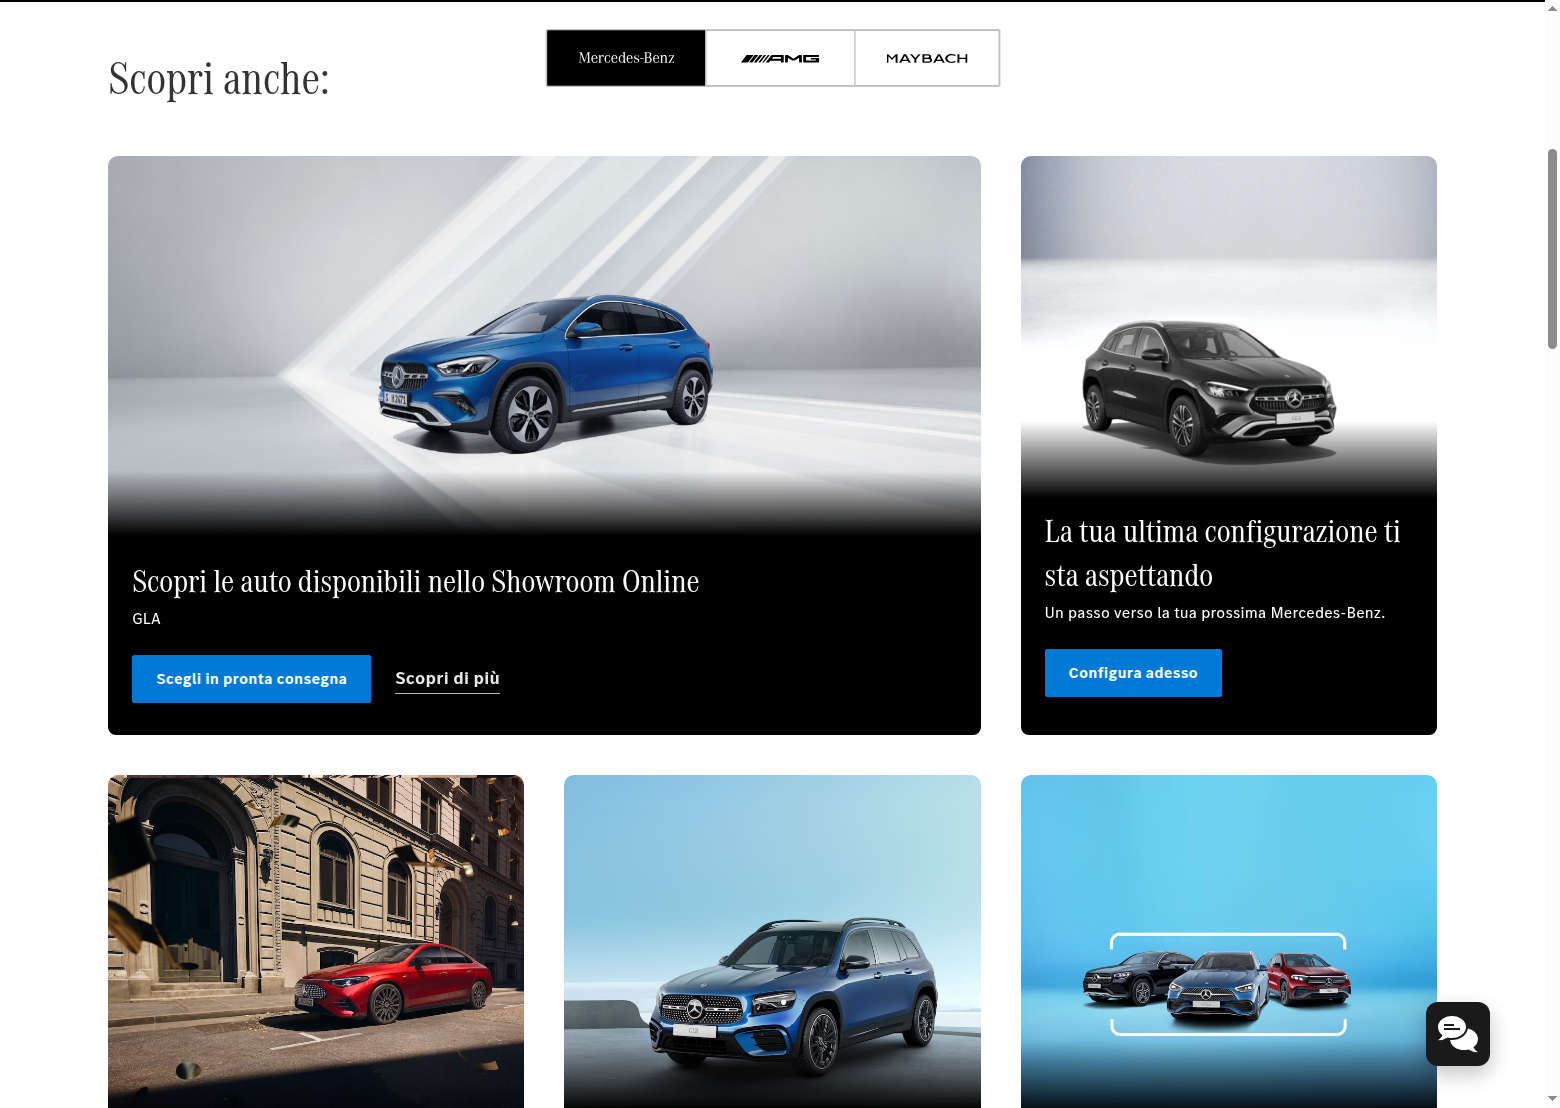 Scopri anche:
Mercedes-Benz
AMG
MAYBACH
Scopri le auto disponibili nello Showroom Online
GLA
Scegli in pronta consegna
Scopri di più
GLA
La tua ultima configurazione ti
sta aspettando
Un passo verso la tua prossima Mercedes-Benz.
Configura adesso
GLB